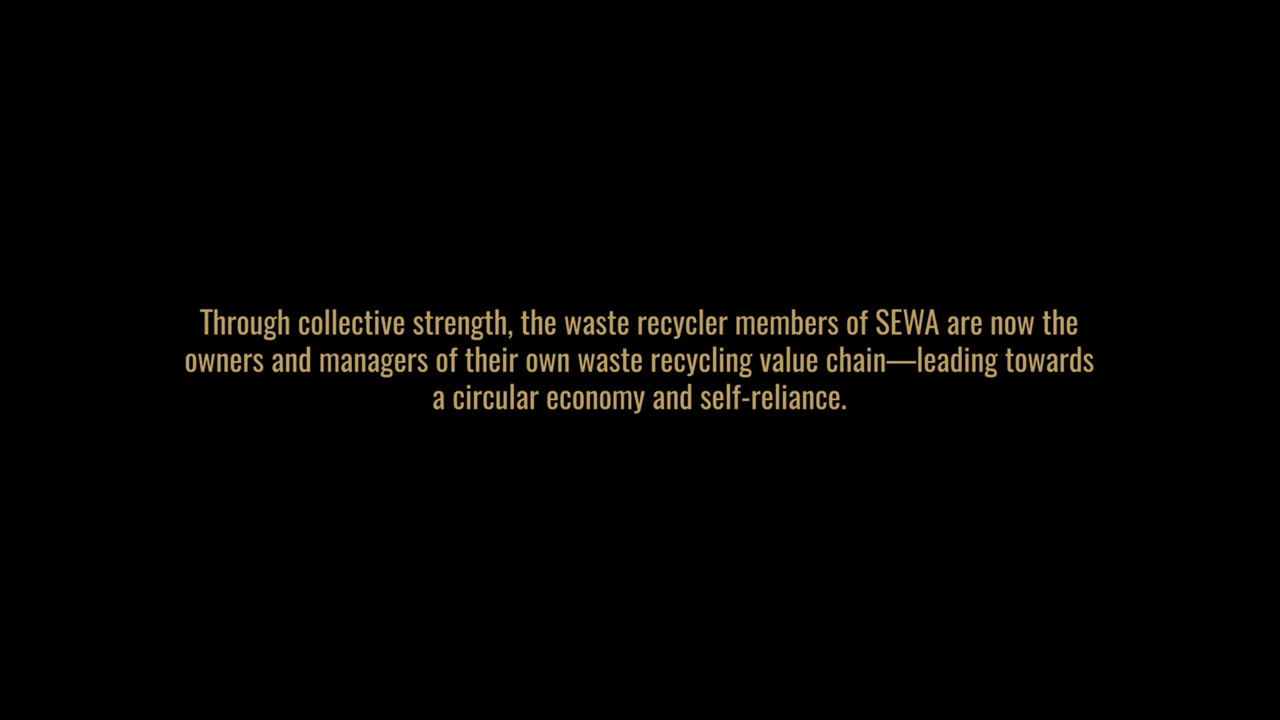 Through collective strength, the waste recycler members of SEWA are now the
owners and managers of their own waste recycling value chain—leading towards
a circular economy and self-reliance.